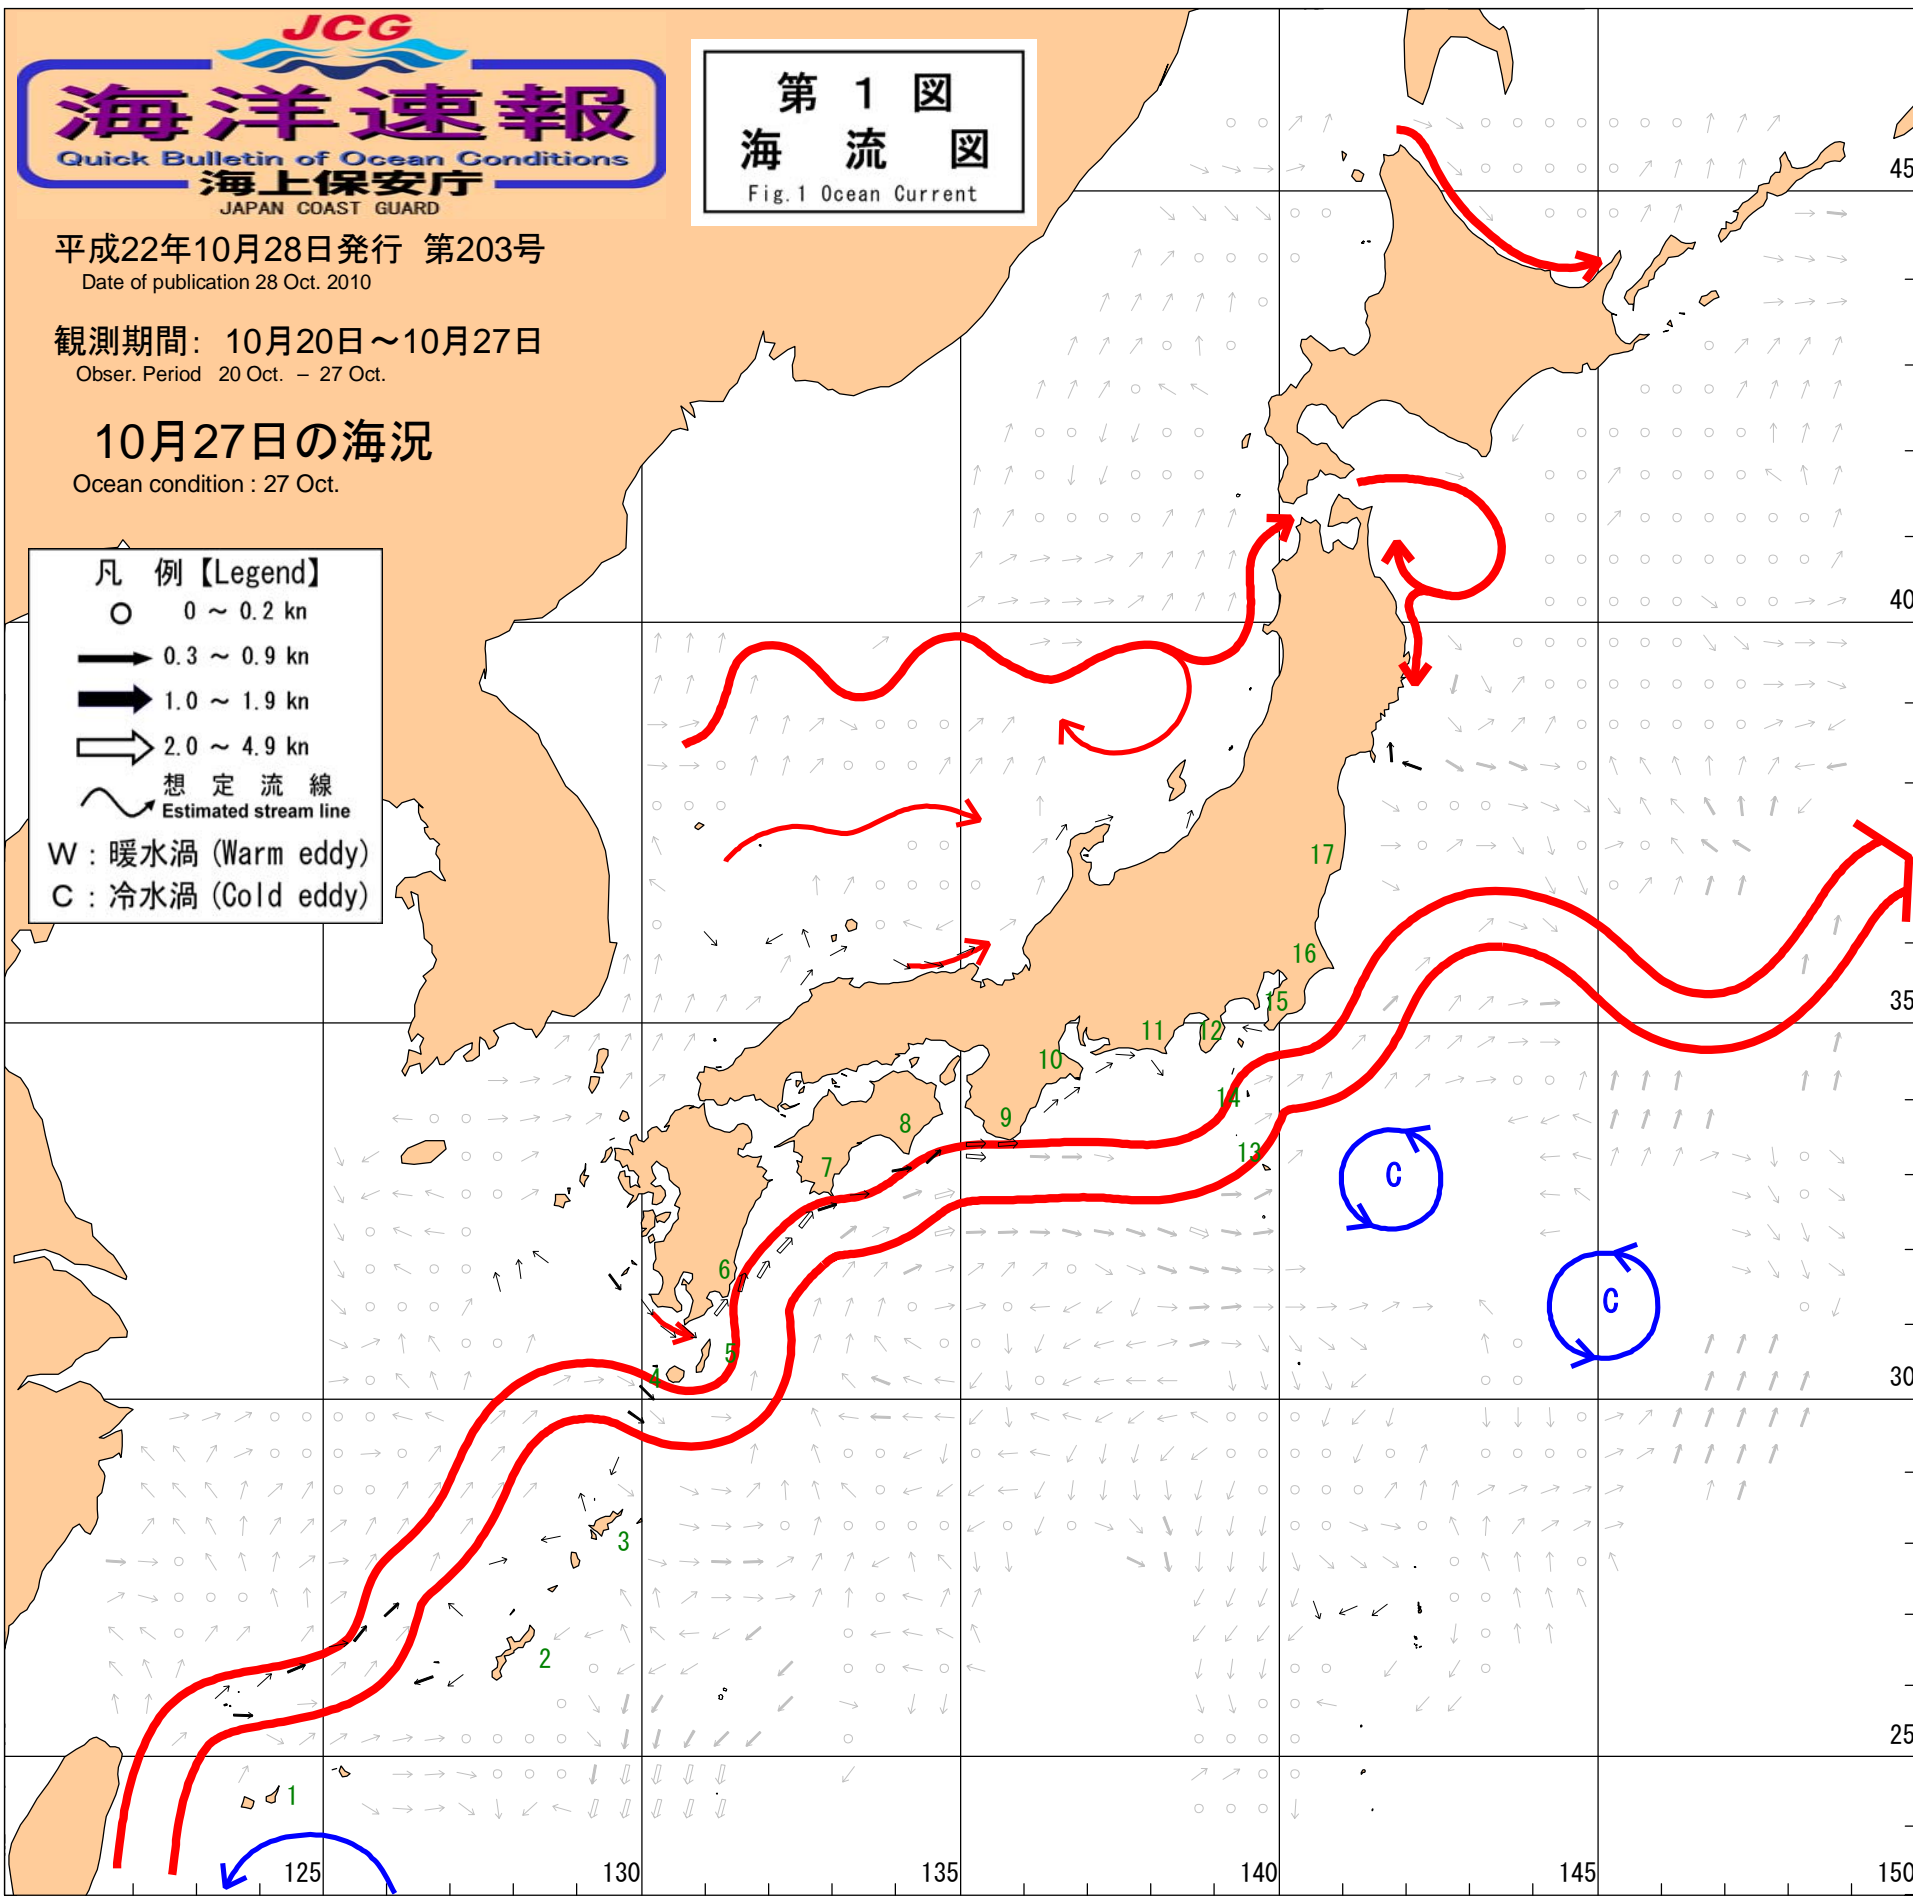 JCG
海洋速報
Quick Bulletin of Ocean Conditions
海上保安庁
JAPAN COAST GUARD
第 1 図
海 流 図
Fig.1 Ocean Current
平成22年10月28日発行 第203号
Date of publication 28 Oct. 2010
観測期間: 10月20日~10月27日
Obser. Period 20 Oct. – 27 Oct.
10月27日の海況
Ocean condition : 27 Oct.
凡 例【Legend】
0 ~ 0.2 kn
0.3 ~ 0.9 kn
1.0 ~ 1.9 kn
2.0 ~ 4.9 kn
想 定 流 線
Estimated stream line
W : 暖水渦 (Warm eddy)
C : 冷水渦 (Cold eddy)
45
40
17
16
35
15
12
11
10
14
9
8
13
7
C
6
C
5
4
30
3
2
25
1
125
130
135
140
145
150